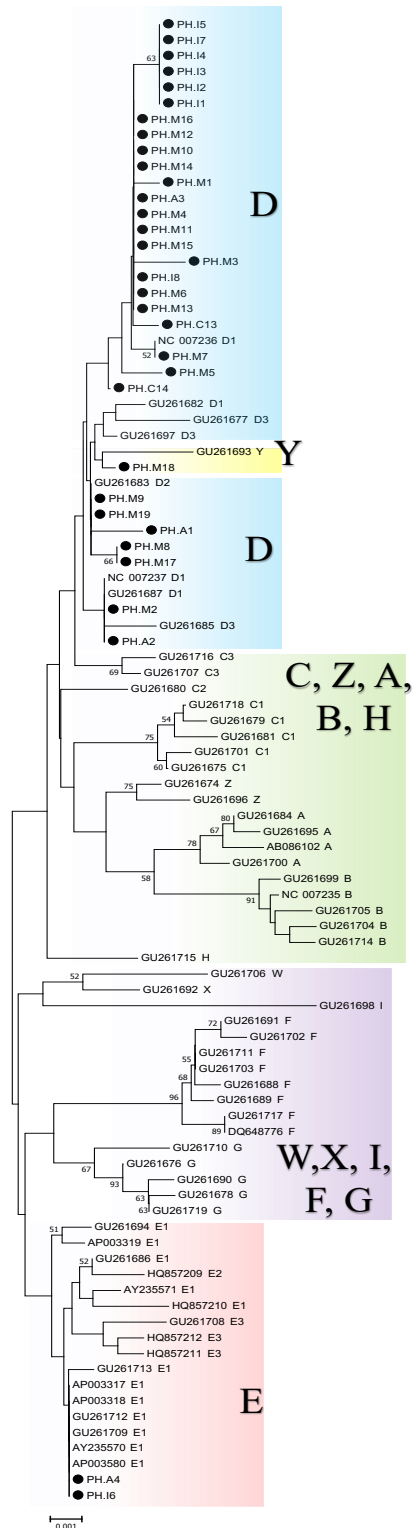 PH.I5
PH.I7
63
PH.I4
PH.I3
PH.I2
PH.I1
PH.M16
PH.M12
PH.M10
PH.M14
PH.M1
PH.A3
D
PH.M4
PH.M11
PH.M15
PH.M3
PH.I8
PH.M6
PH.M13
PH.C13
NC 007236 D1
52
PH.M7
PH.M5
PH.C14
GU261682 D1
GU261677 D3
GU261697 D3
GU261693 Y
Y
PH.M18
GU261683 D2
PH.M9
PH.M19
PH.A1
PH.M8
D
66
PH.M17
NC 007237 D1
GU261687 D1
PH.M2
GU261685 D3
PH.A2
GU261716 C3
69
GU261707 C3
C, Z, A,
GU261680 C2
GU261718 C1
B, H
54
GU261679 C1
75
GU261681 C1
GU261701 C1
60
GU261675 C1
75
GU261674 Z
GU261696 Z
80
GU261684 A
67
GU261695 A
78
AB086102 A
GU261700 A
58
GU261699 B
91
NC 007235 B
GU261705 B
GU261704 B
GU261714 B
GU261715 H
52
GU261706 W
GU261692 X
GU261698 I
72
GU261691 F
GU261702 F
55
GU261711 F
68
GU261703 F
96
GU261688 F
GU261689 F
GU261717 F
89
DQ648776 F
W,X, I,
GU261710 G
67
GU261676 G
93
GU261690 G
F, G
63
GU261678 G
63
GU261719 G
51
GU261694 E1
AP003319 E1
52
GU261686 E1
HQ857209 E2
AY235571 E1
HQ857210 E1
GU261708 E3
HQ857212 E3
HQ857211 E3
GU261713 E1
E
AP003317 E1
AP003318 E1
GU261712 E1
GU261709 E1
AY235570 E1
AP003580 E1
PH.A4
PH.I6
0.001